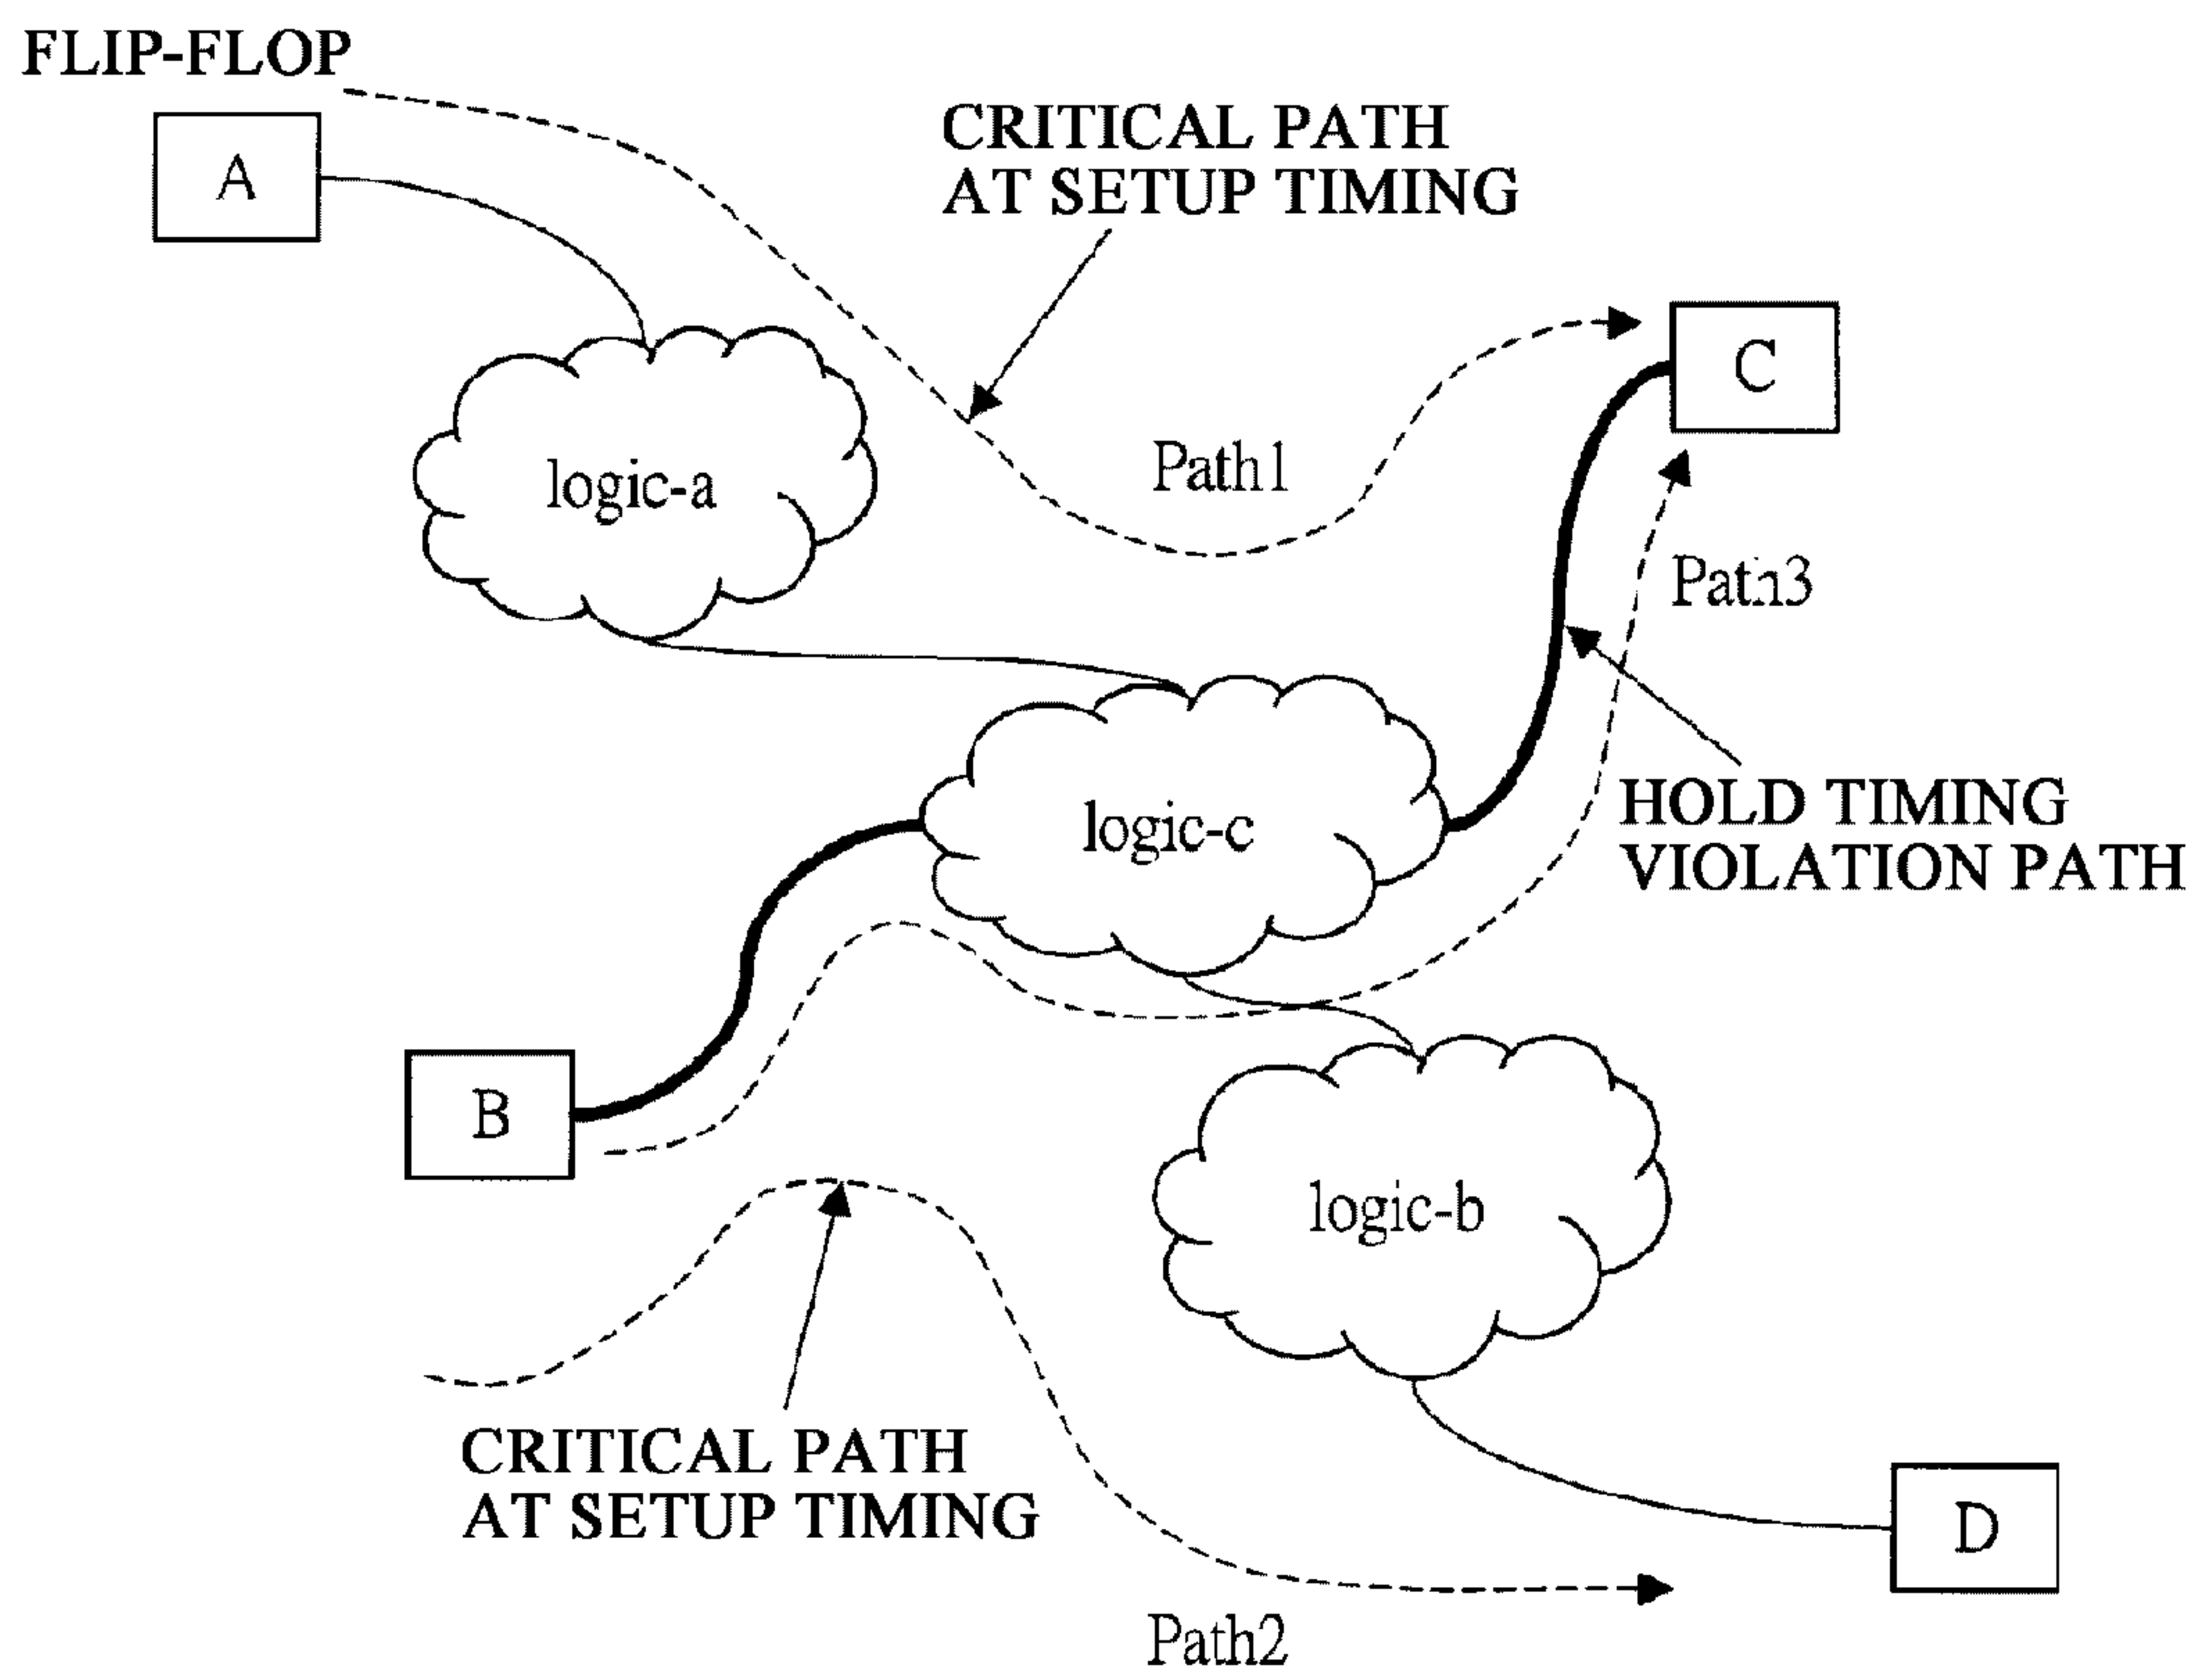 FLIP-FLOP
A
CRITICAL PATH
AT SETUP TIMING
C
logic-a
Path1
Path3
logic-c
HOLD TIMING
VIOLATION PATH
B
logic-b
CRITICAL PATH
AT SETUP TIMING
D
Path2